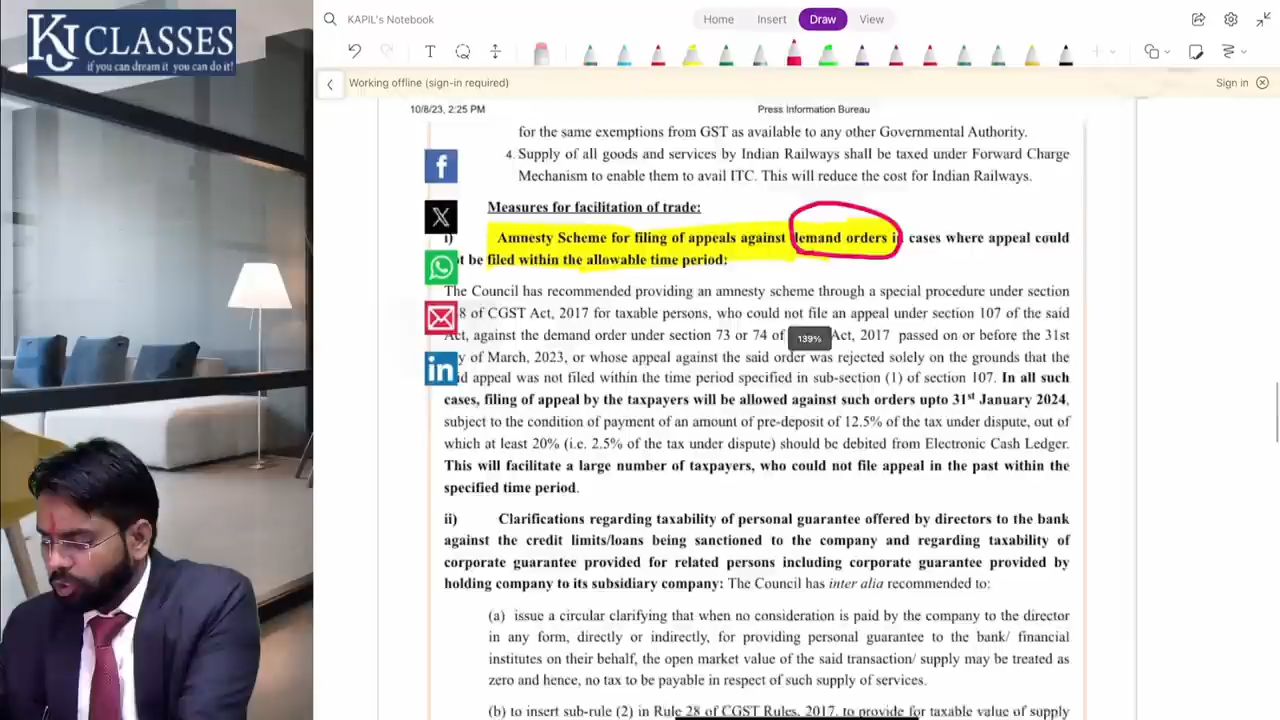 KJ CLASSES
if you can dream it you can do it!
KAPIL's Notebook
Home Insert Draw View
T
Working offline (sign-in required)
Sign in
10/8/23, 2:25 PM
Press Information Bureau
for the same exemptions from GST as available to any other Governmental Authority.
4. Supply of all goods and services by Indian Railways shall be taxed under Forward Charge
Mechanism to enable them to avail ITC. This will reduce the cost for Indian Railways.
Measures for facilitation of trade:
i) Amnesty Scheme for filing of appeals against demand orders in cases where appeal could
be filed within the allowable time period:
The Council has recommended providing an amnesty scheme through a special procedure under section
8 of CGST Act, 2017 for taxable persons, who could not file an appeal under section 107 of the said
Act, against the demand order under section 73 or 74 of Act, 2017 passed on or before the 31st
of March, 2023, or whose appeal against the said order was rejected solely on the grounds that the
appeal was not filed within the time period specified in sub-section (1) of section 107. In all such
cases, filing of appeal by the taxpayers will be allowed against such orders upto 31st January 2024,
subject to the condition of payment of an amount of pre-deposit of 12.5% of the tax under dispute, out of
which at least 20% (i.e. 2.5% of the tax under dispute) should be debited from Electronic Cash Ledger.
This will facilitate a large number of taxpayers, who could not file appeal in the past within the
specified time period.
139%
ii) Clarifications regarding taxability of personal guarantee offered by directors to the bank
against the credit limits/loans being sanctioned to the company and regarding taxability of
corporate guarantee provided for related persons including corporate guarantee provided by
holding company to its subsidiary company: The Council has inter alia recommended to:
(a) issue a circular clarifying that when no consideration is paid by the company to the director
in any form, directly or indirectly, for providing personal guarantee to the bank/ financial
institutes on their behalf, the open market value of the said transaction/ supply may be treated as
zero and hence, no tax to be payable in respect of such supply of services.
(b) to insert sub-rule (2) in Rule 28 of CGST Rules, 2017, to provide for taxable value of supply